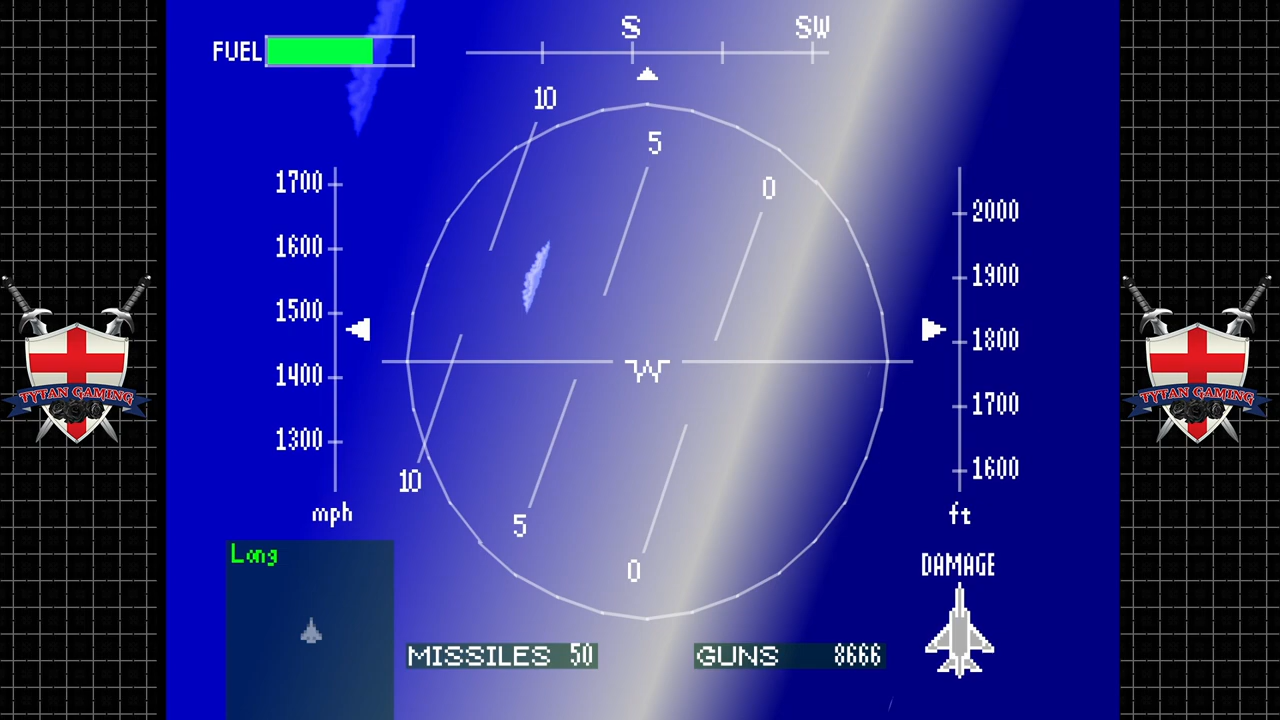 S SW
FUEL
10
5
0
1700
1600
1500
1400
1300
mph
2000
1900
1800
1700
1600
ft
W
10
5
0
Long
DAMAGE
MISSILES 50
GUNS 8666
TYTAN GAMING
TYTAN GAMING